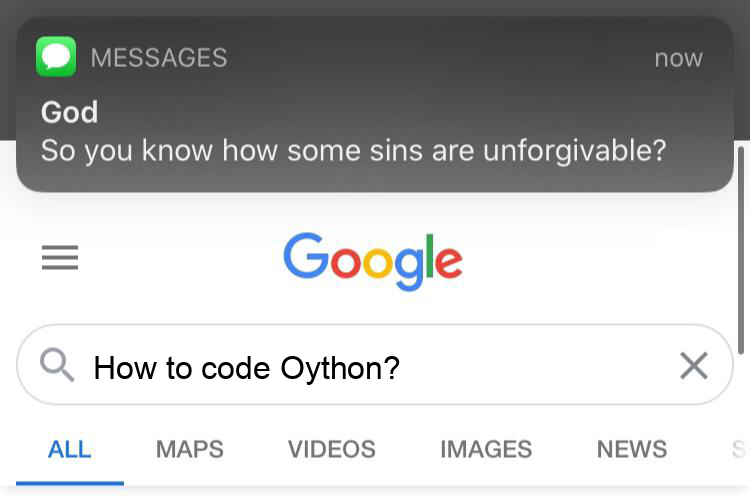 MESSAGES now
God
So you know how some sins are unforgivable?
Google
How to code Oython?
ALL MAPS VIDEOS IMAGES NEWS S